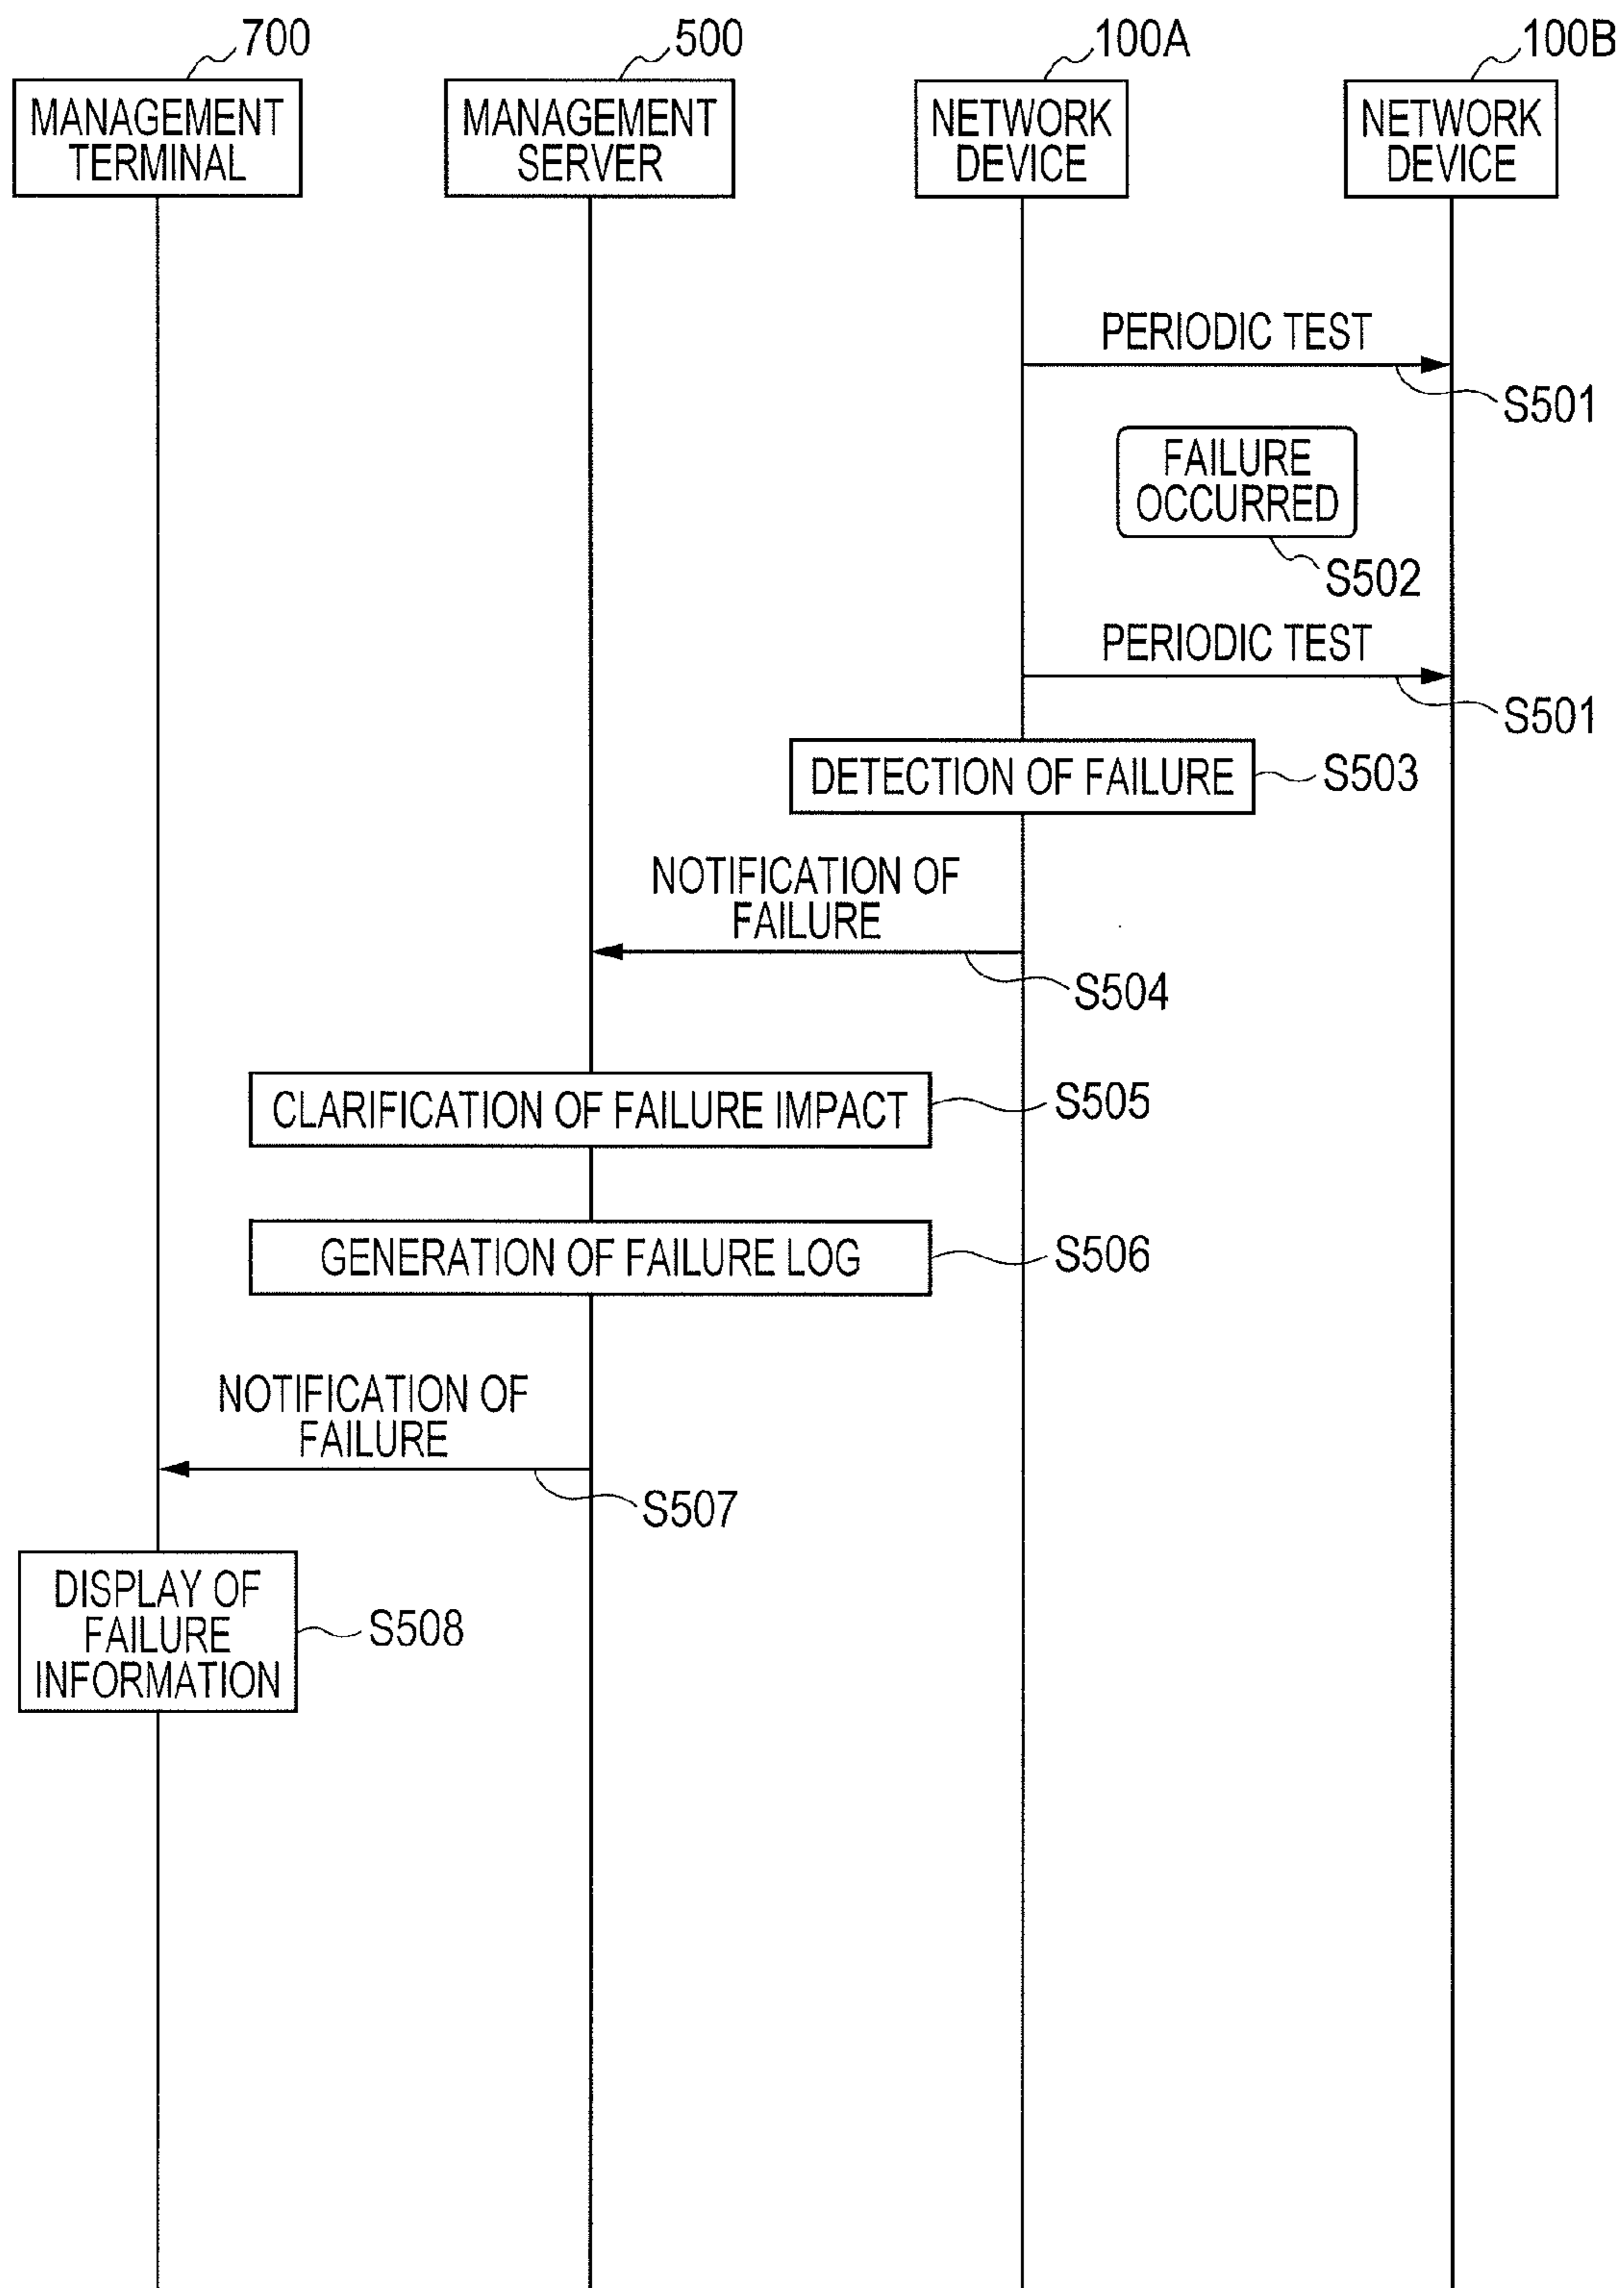 700
500
100A
100B
MANAGEMENT
TERMINAL
MANAGEMENT
SERVER
NETWORK
DEVICE
NETWORK
DEVICE
PERIODIC TEST
S501
FAILURE
OCCURRED
S502
PERIODIC TEST
S501
DETECTION OF FAILURE
S503
NOTIFICATION OF
FAILURE
S504
CLARIFICATION OF FAILURE IMPACT
S505
GENERATION OF FAILURE LOG
S506
NOTIFICATION OF
FAILURE
S507
DISPLAY OF
FAILURE
INFORMATION
S508